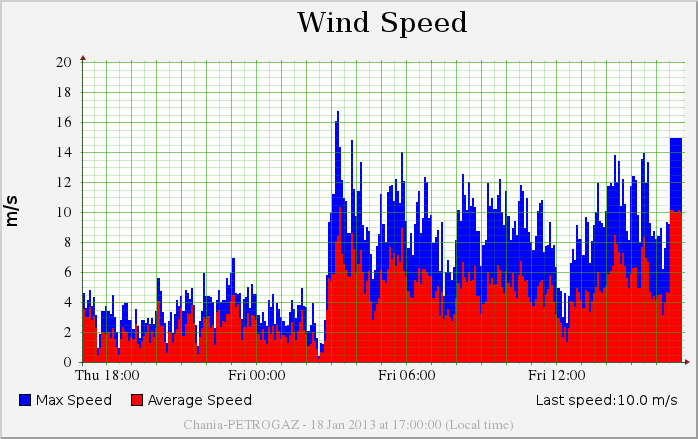 Wind Speed
m/s
20
18
16
14
12
10
8
6
4
2
0
Thu 18:00 Fri 00:00 Fri 06:00 Fri 12:00
Max Speed Average Speed Last speed:10.0 m/s
Chania-PETROGAZ - 18 Jan 2013 at 17:00:00 (Local time)